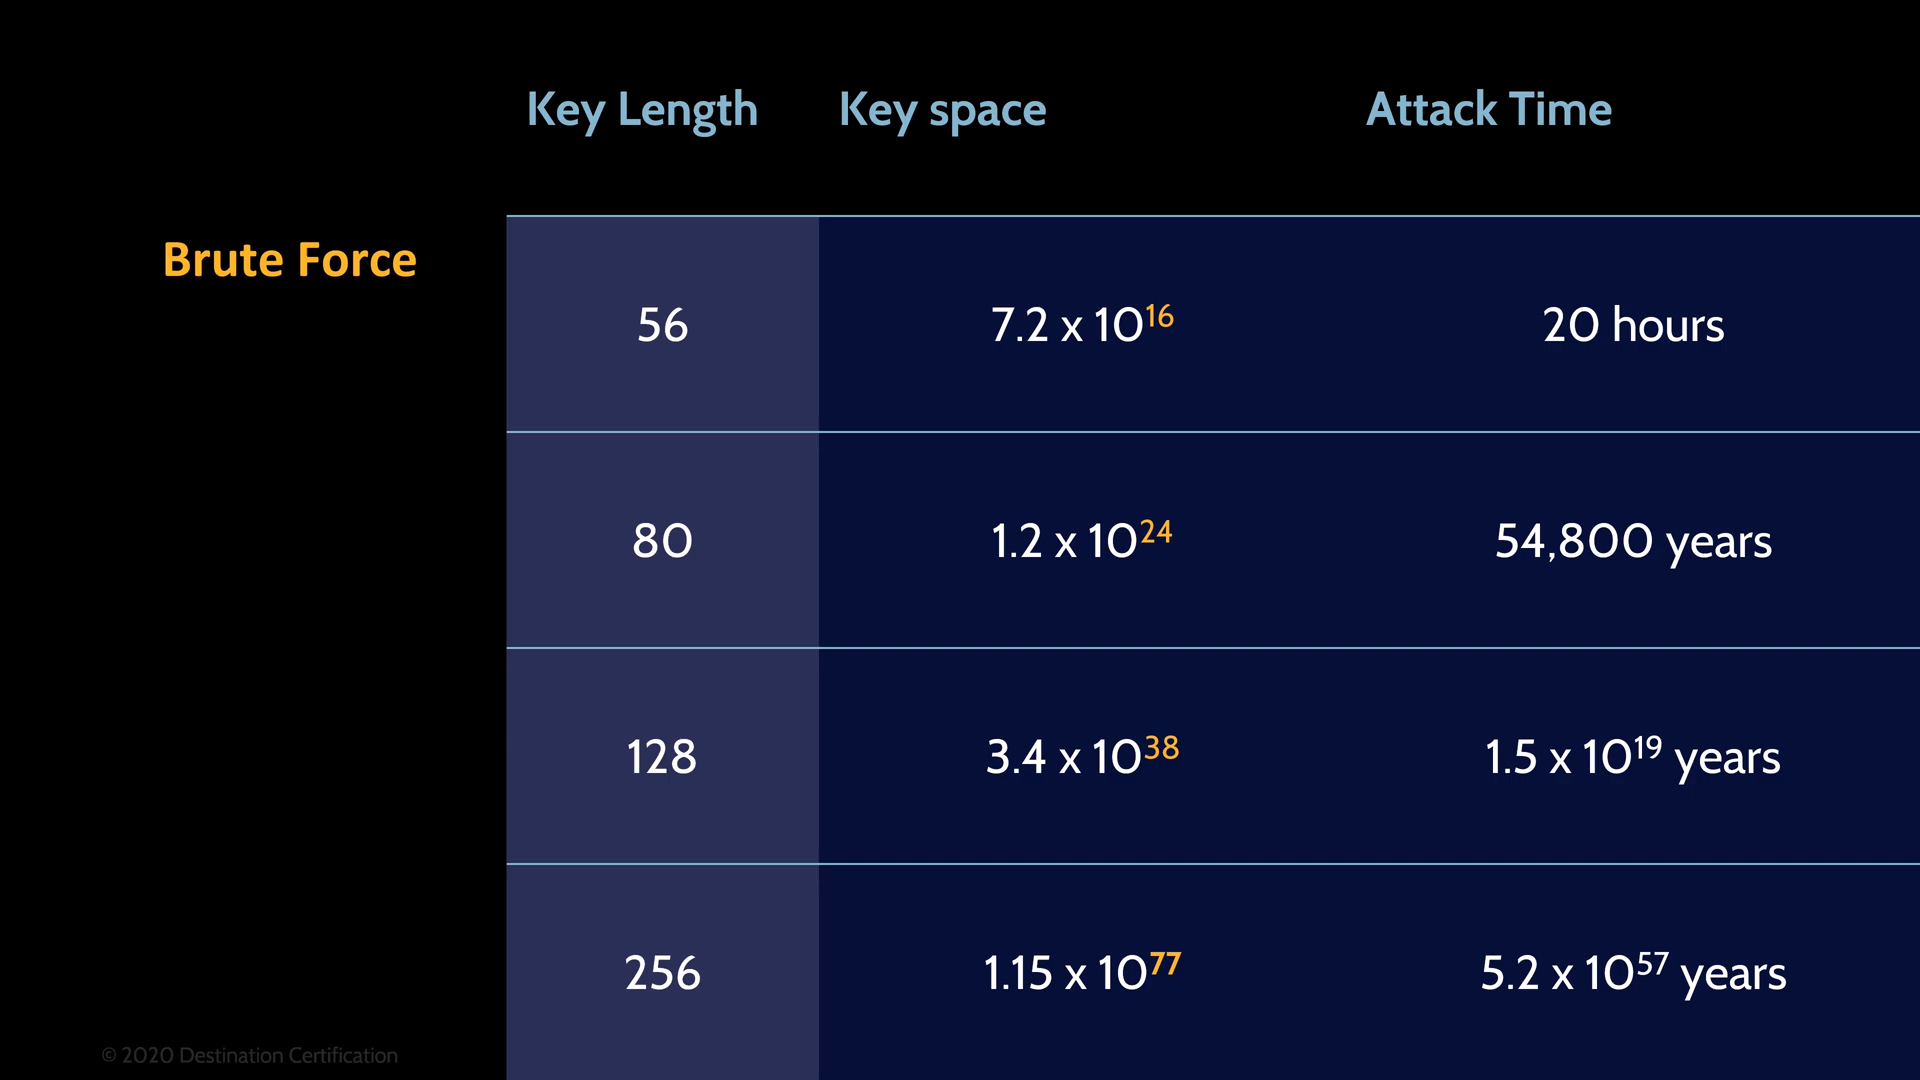 Key Length Key space Attack Time
Brute Force
56 7.2 x 10¹⁶ 20 hours
80 1.2 x 10²⁴ 54,800 years
128 3.4 x 10³⁸ 1.5 x 10¹⁹ years
256 1.15 x 10⁷⁷ 5.2 x 10⁵⁷ years
© 2020 Destination Certification